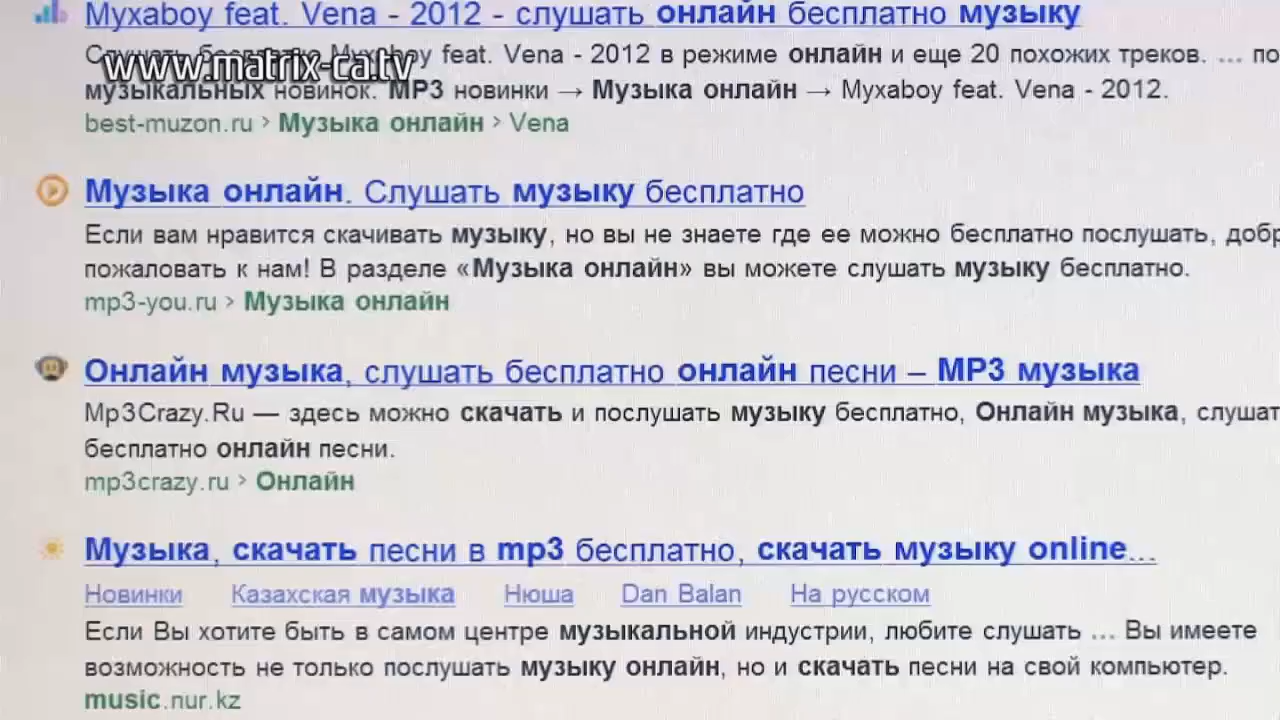 Myxaboy feat. Vena - 2012 - слушать онлайн бесплатно музыку
www.matrix-ca.tv
Слушать бесплатно Myxaboy feat. Vena - 2012 в режиме онлайн и еще 20 похожих треков. ... по
музыкальных новинок. MP3 новинки → Музыка онлайн → Myxaboy feat. Vena - 2012.
best-muzon.ru › Музыка онлайн › Vena
Музыка онлайн. Слушать музыку бесплатно
Если вам нравится скачивать музыку, но вы не знаете где ее можно бесплатно послушать, добр
пожаловать к нам! В разделе «Музыка онлайн» вы можете слушать музыку бесплатно.
mp3-you.ru › Музыка онлайн
Онлайн музыка, слушать бесплатно онлайн песни – MP3 музыка
Mp3Crazy.Ru — здесь можно скачать и послушать музыку бесплатно, Онлайн музыка, слушат
бесплатно онлайн песни.
mp3crazy.ru › Онлайн
Музыка, скачать песни в mp3 бесплатно, скачать музыку online...
Новинки Казахская музыка Нюша Dan Balan На русском
Если Вы хотите быть в самом центре музыкальной индустрии, любите слушать ... Вы имеете
возможность не только послушать музыку онлайн, но и скачать песни на свой компьютер.
music.nur.kz